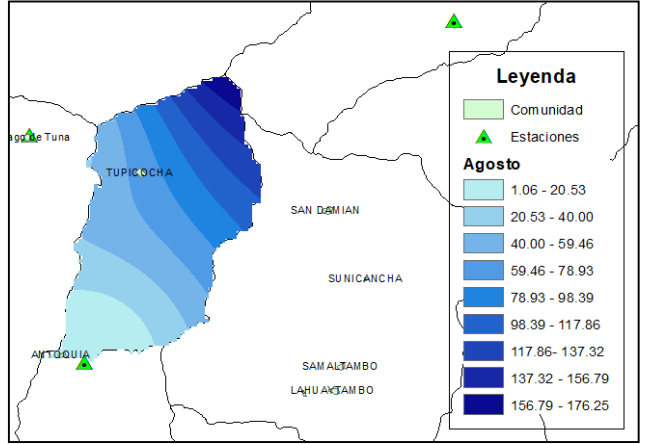 Leyenda
Comunidad
Estaciones
Agosto
1.06 - 20.53
20.53 - 40.00
40.00 - 59.46
59.46 - 78.93
78.93 - 98.39
98.39 - 117.86
117.86- 137.32
137.32 - 156.79
156.79 - 176.25
ago de Tuna
TUPICOCHA
SAN DAMIAN
SUNICANCHA
ANTIOQUIA
SAMALTAMBO
LAHUAYTAMBO